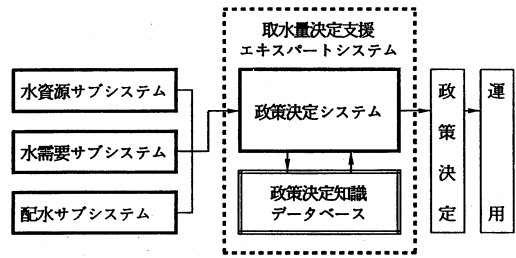 取水量決定支援
エキスパートシステム
水資源サブシステム
水需要サブシステム
配水サブシステム
政策決定システム
政策決定知識
データベース
政策決定
運用